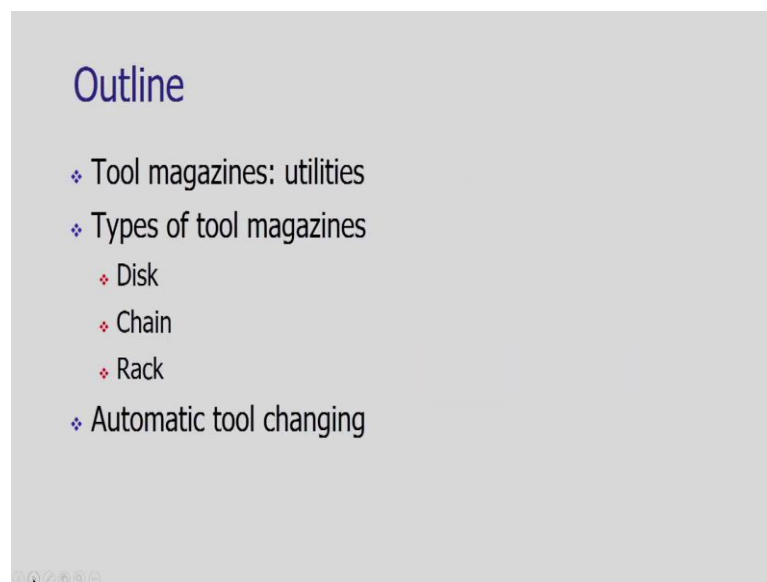 Outline
Tool magazines: utilities
Types of tool magazines
Disk
Chain
Rack
Automatic tool changing